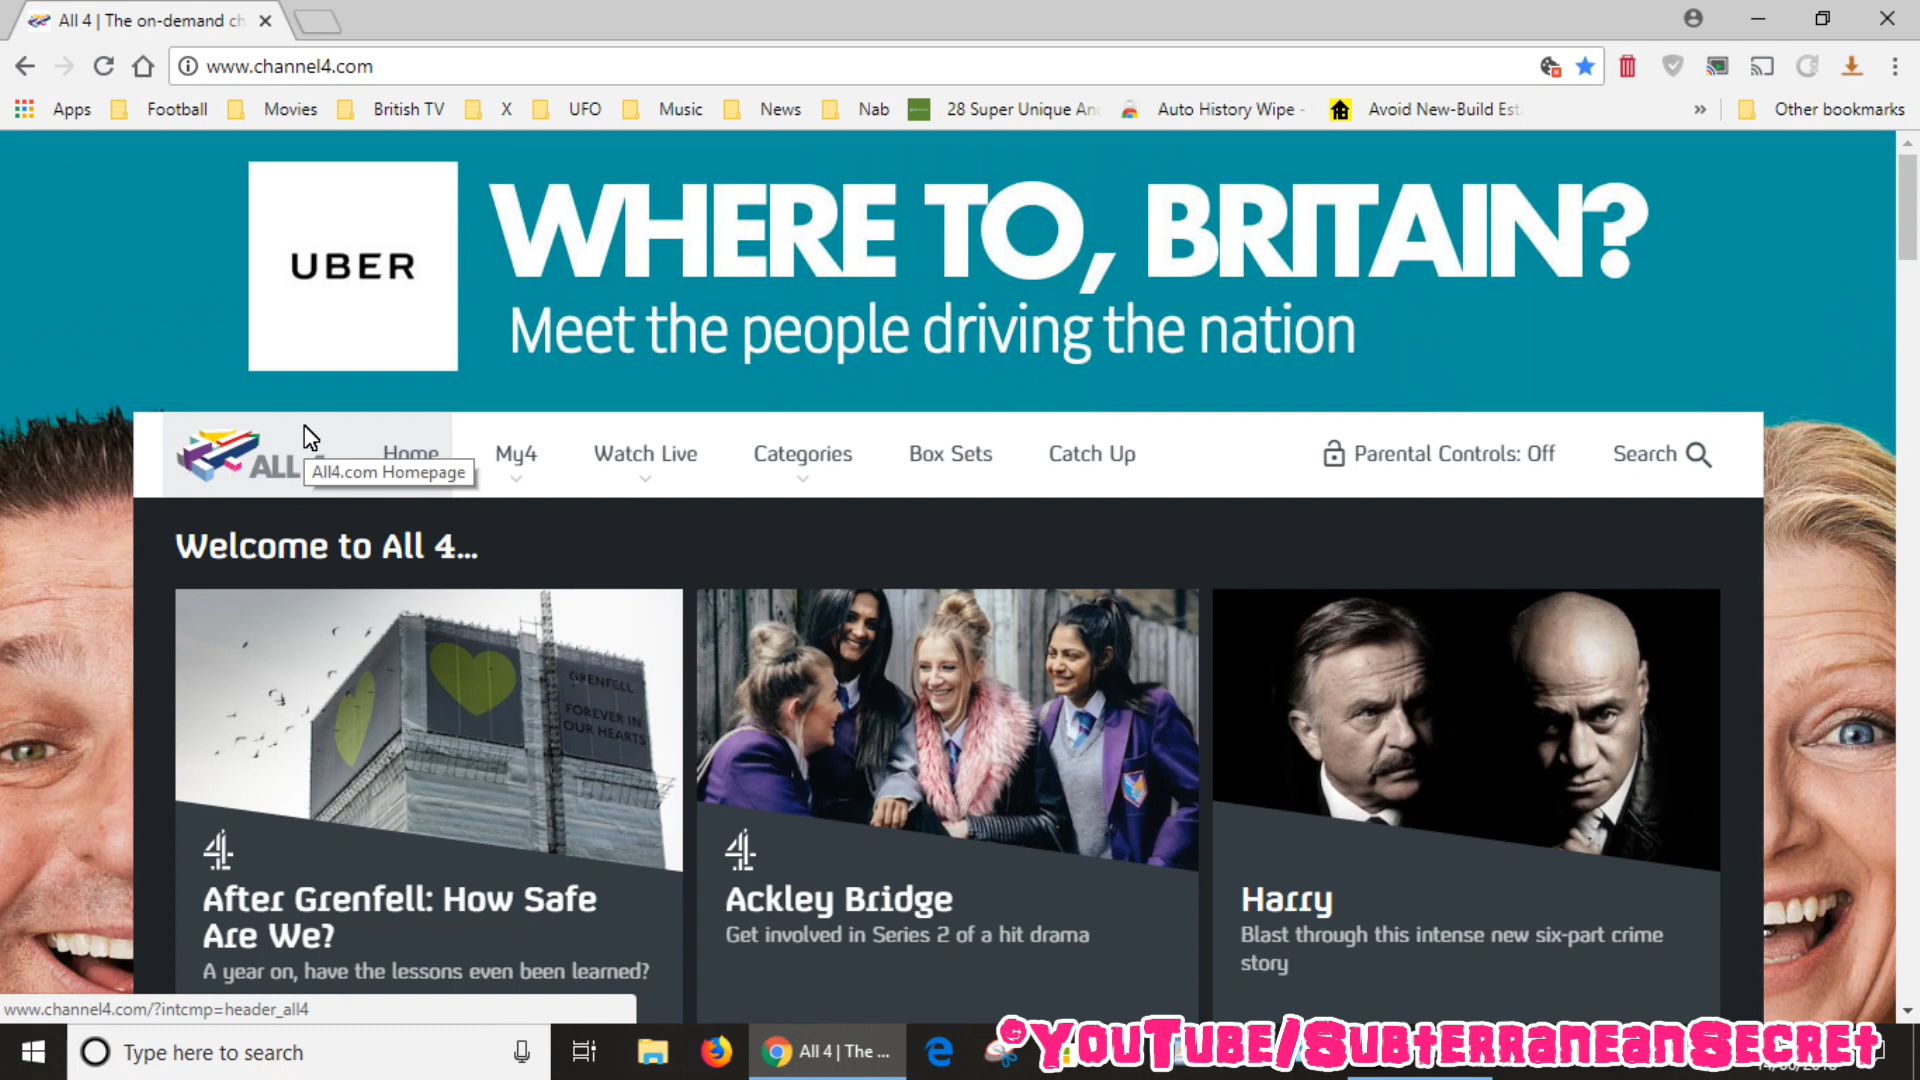 All 4 | The on-demand ch
www.channel4.com
Apps Football Movies British TV X UFO Music News Nab 28 Super Unique An Auto History Wipe - Avoid New-Build Est » Other bookmarks
UBER
WHERE TO, BRITAIN?
Meet the people driving the nation
ALL Home My4 Watch Live Categories Box Sets Catch Up Parental Controls: Off Search
All4.com Homepage
Welcome to All 4...
GRENFELL
FOREVER IN
OUR HEARTS
4
After Grenfell: How Safe
Are We?
A year on, have the lessons even been learned?
4
Ackley Bridge
Get involved in Series 2 of a hit drama
Harry
Blast through this intense new six-part crime
story
www.channel4.com/?intcmp=header_all4
Type here to search
All 4 | The ...
©YouTube/SubterraneanSecret